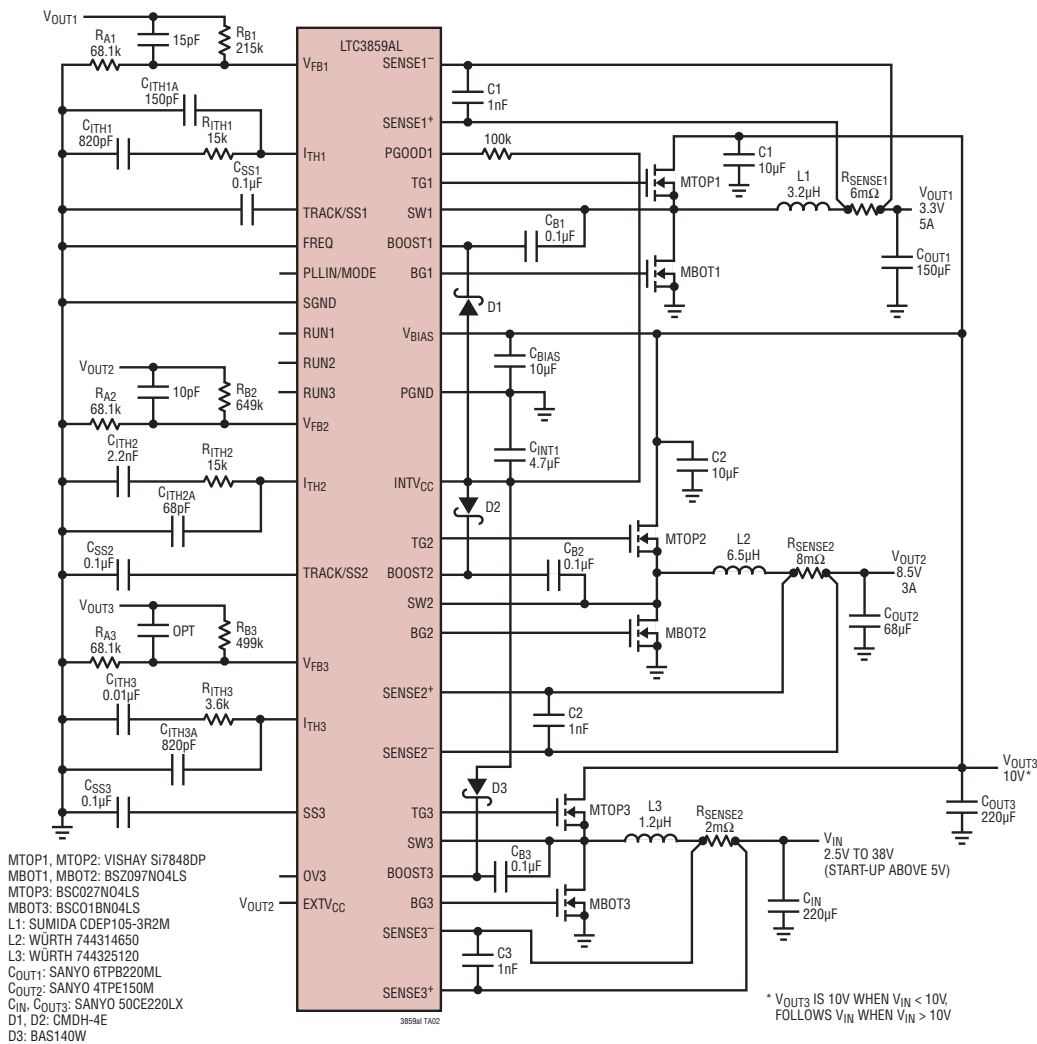 VOUT1
RA1
68.1k
15pF
RB1
215k
CITH1A
150pF
CITH1
820pF
RITH1
15k
CSS1
0.1µF
VOUT2
RA2
68.1k
10pF
RB2
649k
CITH2
2.2nF
RITH2
15k
CITH2A
68pF
CSS2
0.1µF
VOUT3
RA3
68.1k
OPT
RB3
499k
CITH3
0.01µF
RITH3
3.6k
CITH3A
820pF
CSS3
0.1µF
VOUT2
LTC3859AL
VFB1
ITH1
TRACK/SS1
FREQ
PLLIN/MODE
SGND
RUN1
RUN2
RUN3
VFB2
ITH2
TRACK/SS2
VFB3
ITH3
SS3
OV3
EXTVCC
SENSE1–
SENSE1+
PGOOD1
TG1
SW1
BOOST1
BG1
VBIAS
PGND
INTVCC
TG2
BOOST2
SW2
BG2
SENSE2+
SENSE2–
TG3
SW3
BOOST3
BG3
SENSE3–
SENSE3+
C1
1nF
100k
MTOP1
C1
10µF
L1
3.2µH
RSENSE1
6mΩ
VOUT1
3.3V
5A
CB1
0.1µF
MBOT1
COUT1
150µF
D1
CBIAS
10µF
CINT1
4.7µF
D2
C2
10µF
MTOP2
L2
6.5µH
RSENSE2
8mΩ
VOUT2
8.5V
3A
CB2
0.1µF
MBOT2
COUT2
68µF
C2
1nF
D3
MTOP3
L3
1.2µH
RSENSE2
2mΩ
VOUT3
10V*
COUT3
220µF
VIN
2.5V TO 38V
(START-UP ABOVE 5V)
CB3
0.1µF
MBOT3
CIN
220µF
C3
1nF
MTOP1, MTOP2: VISHAY Si7848DP
MBOT1, MBOT2: BSZ097NO4LS
MTOP3: BSC027NO4LS
MBOT3: BSCO1BN04LS
L1: SUMIDA CDEP105-3R2M
L2: WÜRTH 744314650
L3: WÜRTH 744325120
COUT1: SANYO 6TPB220ML
COUT2: SANYO 4TPE150M
CIN, COUT3: SANYO 50CE220LX
D1, D2: CMDH-4E
D3: BAS140W
3859al TA02
* VOUT3 IS 10V WHEN VIN < 10V,
FOLLOWS VIN WHEN VIN > 10V